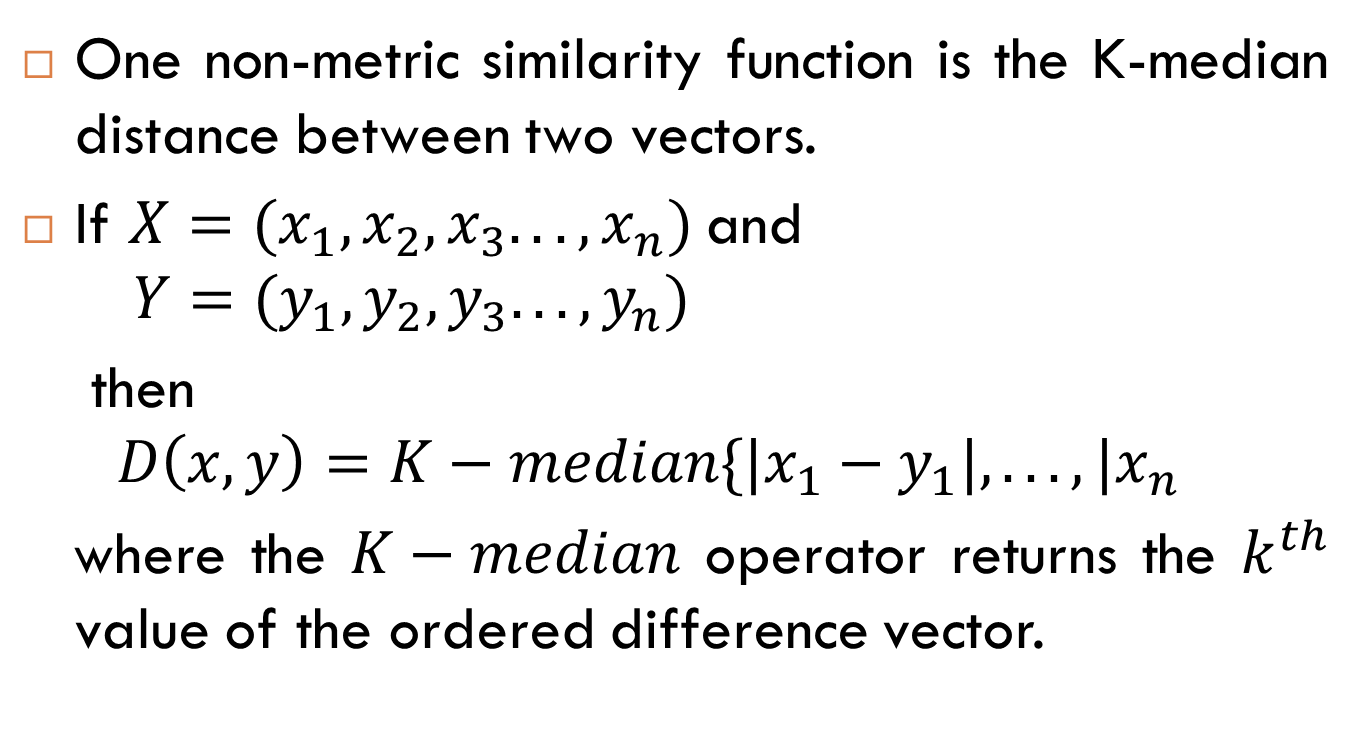 One non-metric similarity function is the K-median
distance between two vectors.
If X = (x₁, x₂, x₃…, xₙ) and
Y = (y₁, y₂, y₃…, yₙ)
then
D(x, y) = K − median{|x₁ − y₁|,…, |xₙ
where the K − median operator returns the kᵗʰ
value of the ordered difference vector.